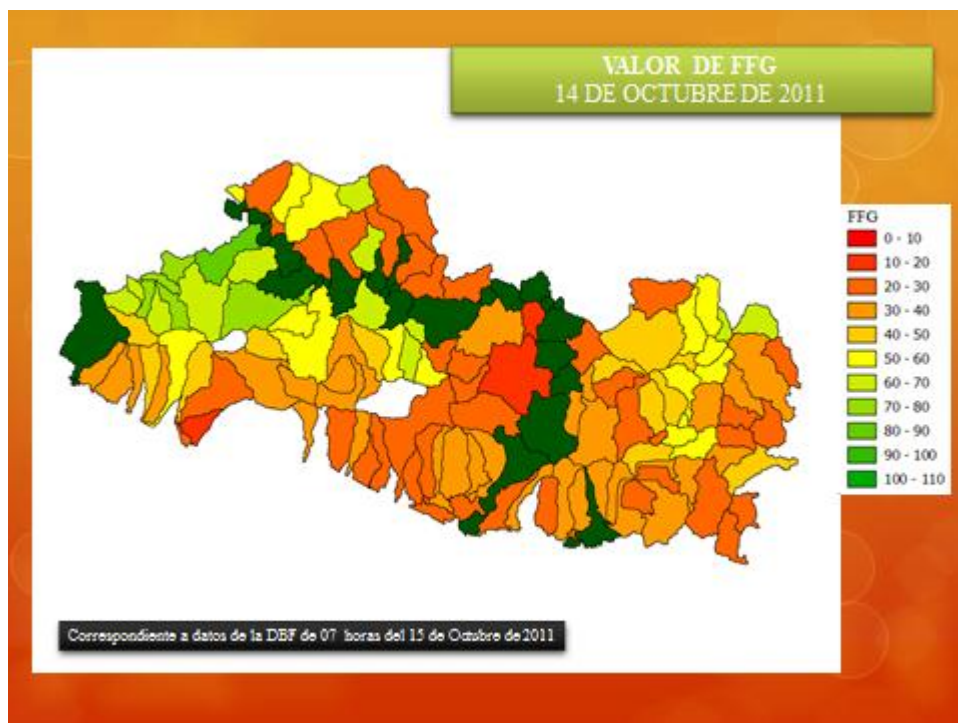 VALOR DE FFG
14 DE OCTUBRE DE 2011
FFG
0 - 10
10 - 20
20 - 30
30 - 40
40 - 50
50 - 60
60 - 70
70 - 80
80 - 90
90 - 100
100 - 110
Correspondiente a datos de la DBF de 07 horas del 15 de Octubre de 2011